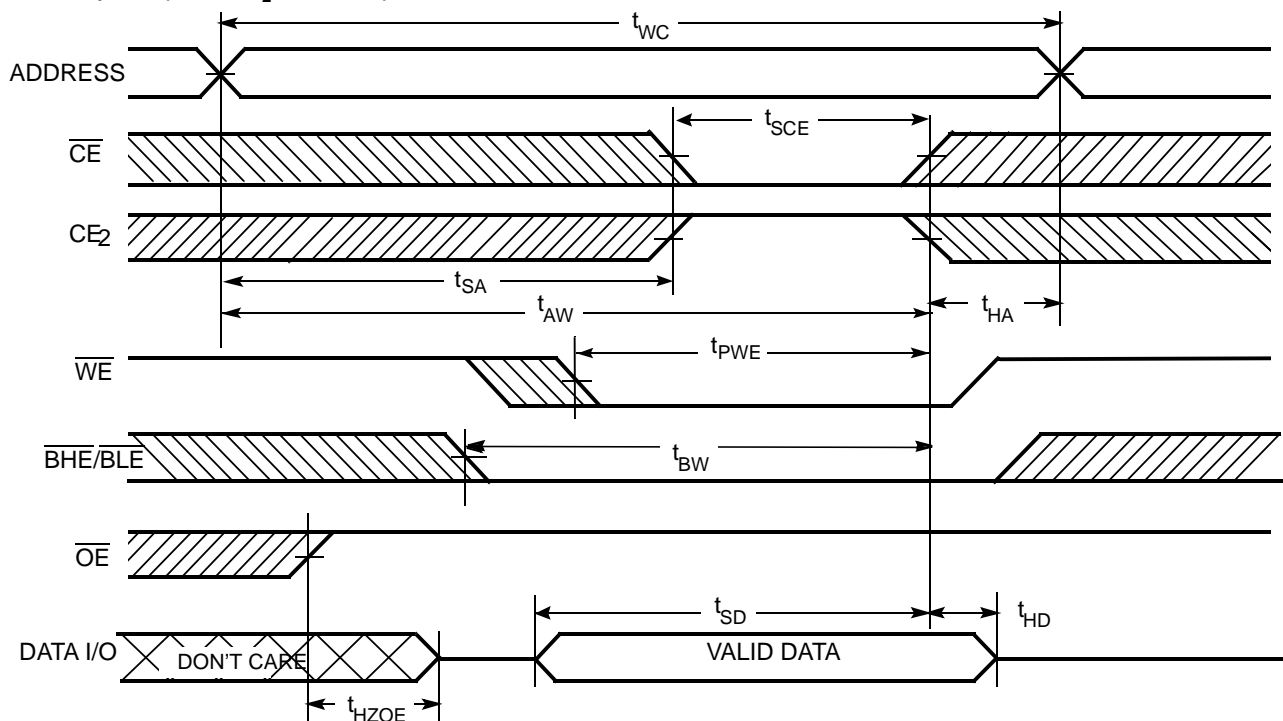 tWC
ADDRESS
tSCE
CE
CE2
tSA
tAW
tHA
tPWE
WE
BHE/BLE
tBW
OE
tSD
tHD
DATA I/O
DON'T CARE
VALID DATA
tHZOE